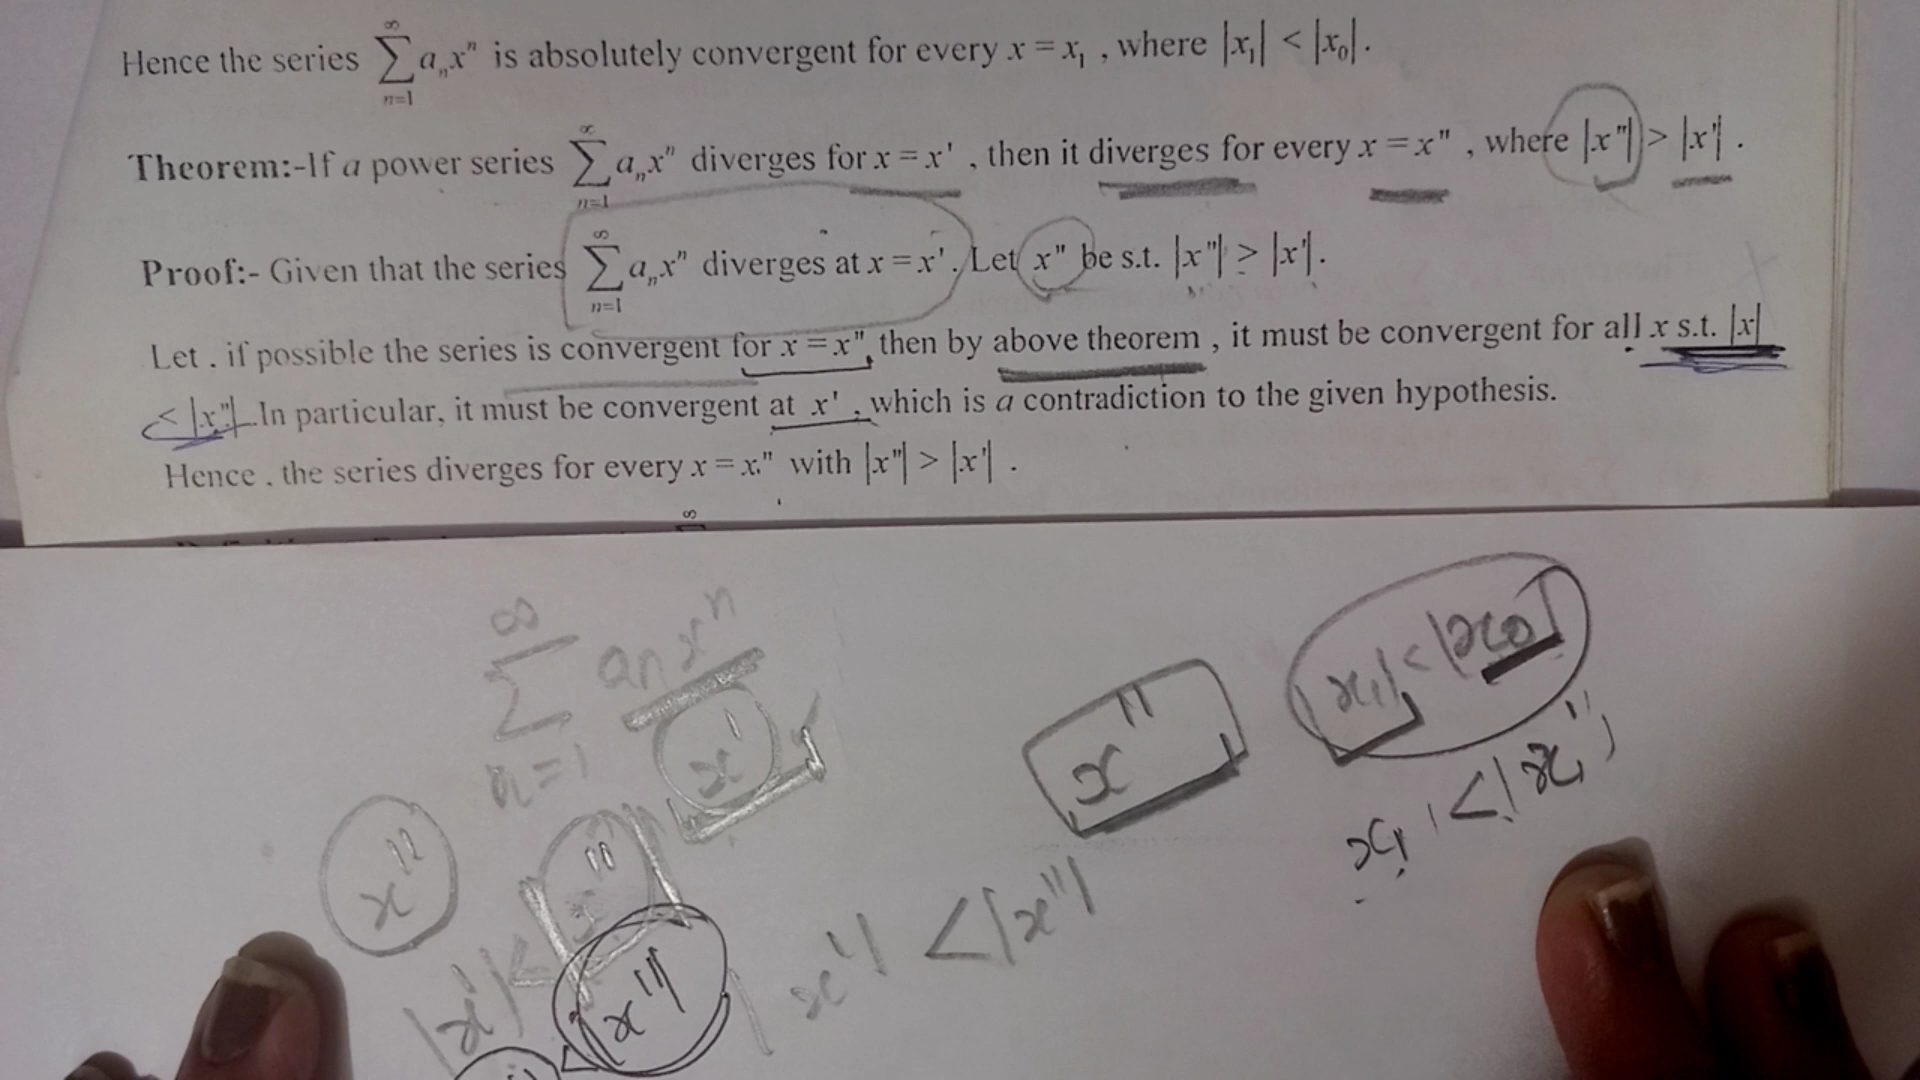 Hence the series ∑_{n=1}^{∞} a_n x^n is absolutely convergent for every x = x₁ , where |x₁| < |x₀| .
Theorem:-If a power series ∑_{n=1}^{∞} a_n x^n diverges for x = x' , then it diverges for every x = x" , where |x"| > |x'| .
Proof:- Given that the series ∑_{n=1}^{∞} a_n x^n diverges at x = x' . Let x" be s.t. |x"| > |x'| .
Let . if possible the series is convergent for x = x" , then by above theorem , it must be convergent for all x s.t. |x|
< |x"| . In particular, it must be convergent at x' , which is a contradiction to the given hypothesis.
Hence . the series diverges for every x = x." with |x"| > |x'| .
∞
∑_{n=1}^{∞} a_n x^n
x'
x"
|x₁| < |x₀|
x₁ < |x₁"|
x"
|x'| < |x"|
x"|
|x'| < |x"|